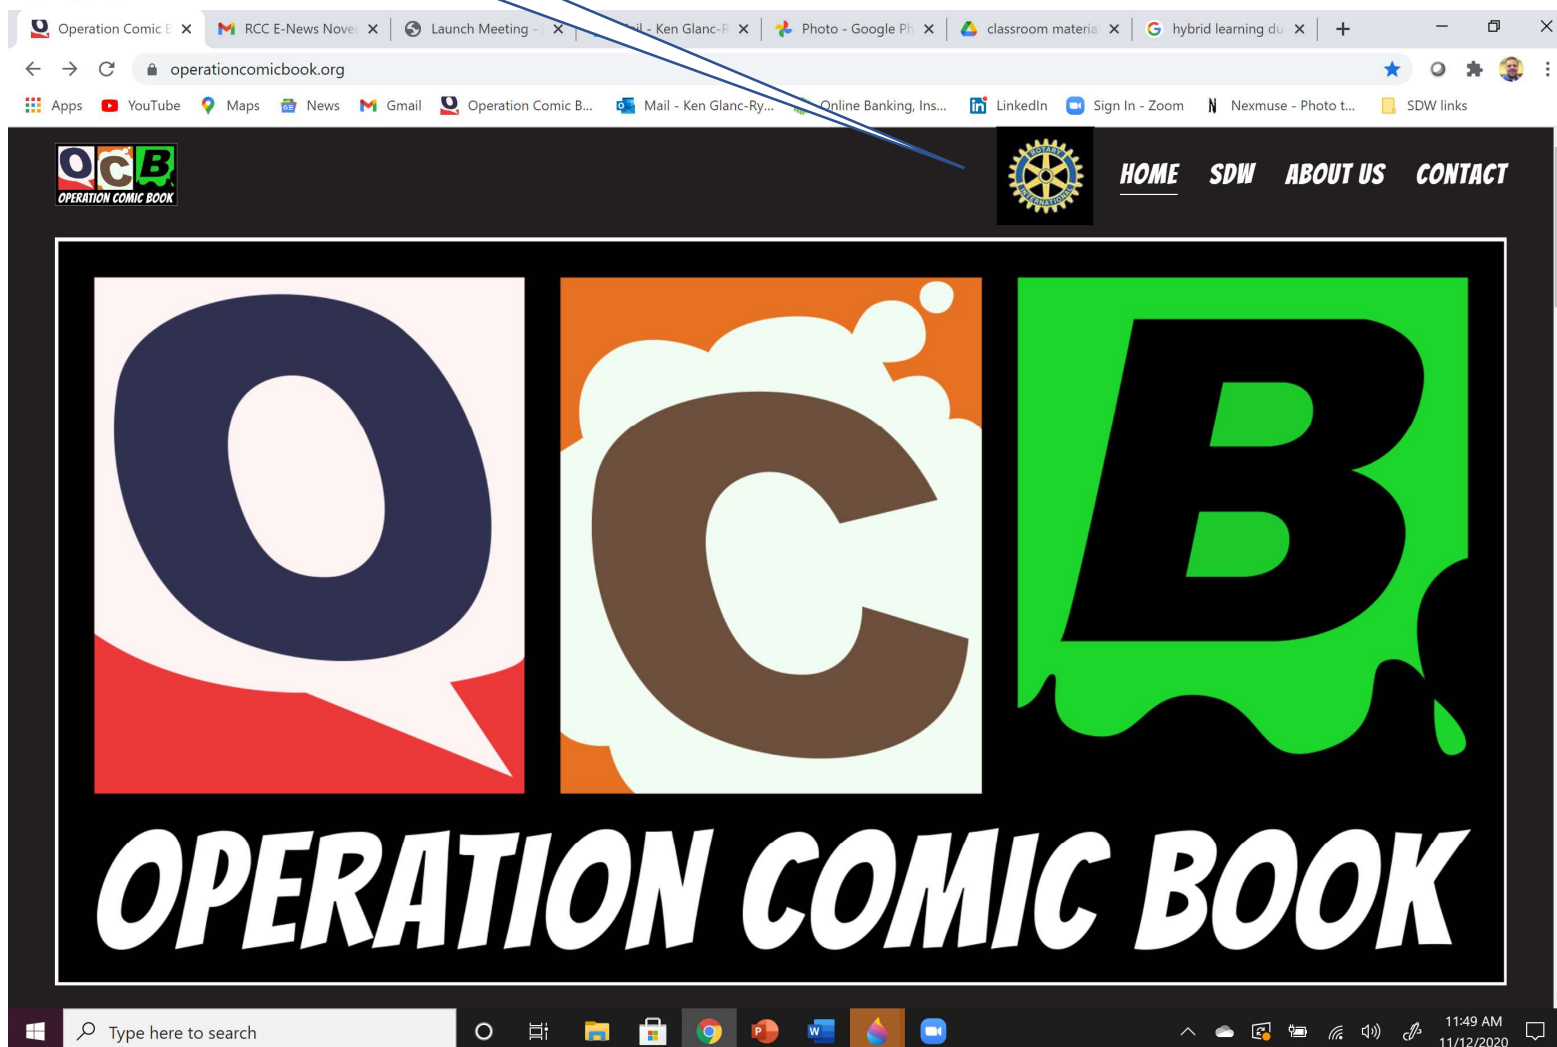 Operation Comic B
RCC E-News Nove
Launch Meeting -
ail - Ken Glanc-R
Photo - Google Ph
classroom materia
hybrid learning du
operationcomicbook.org
Apps
YouTube
Maps
News
Gmail
Operation Comic B...
Mail - Ken Glanc-Ry...
Online Banking, Ins...
LinkedIn
Sign In - Zoom
Nexmuse - Photo t...
SDW links
OCB
OPERATION COMIC BOOK
ROTARY
INTERNATIONAL
HOME
SDW
ABOUT US
CONTACT
OCB
OPERATION COMIC BOOK
Type here to search
11:49 AM
11/12/2020